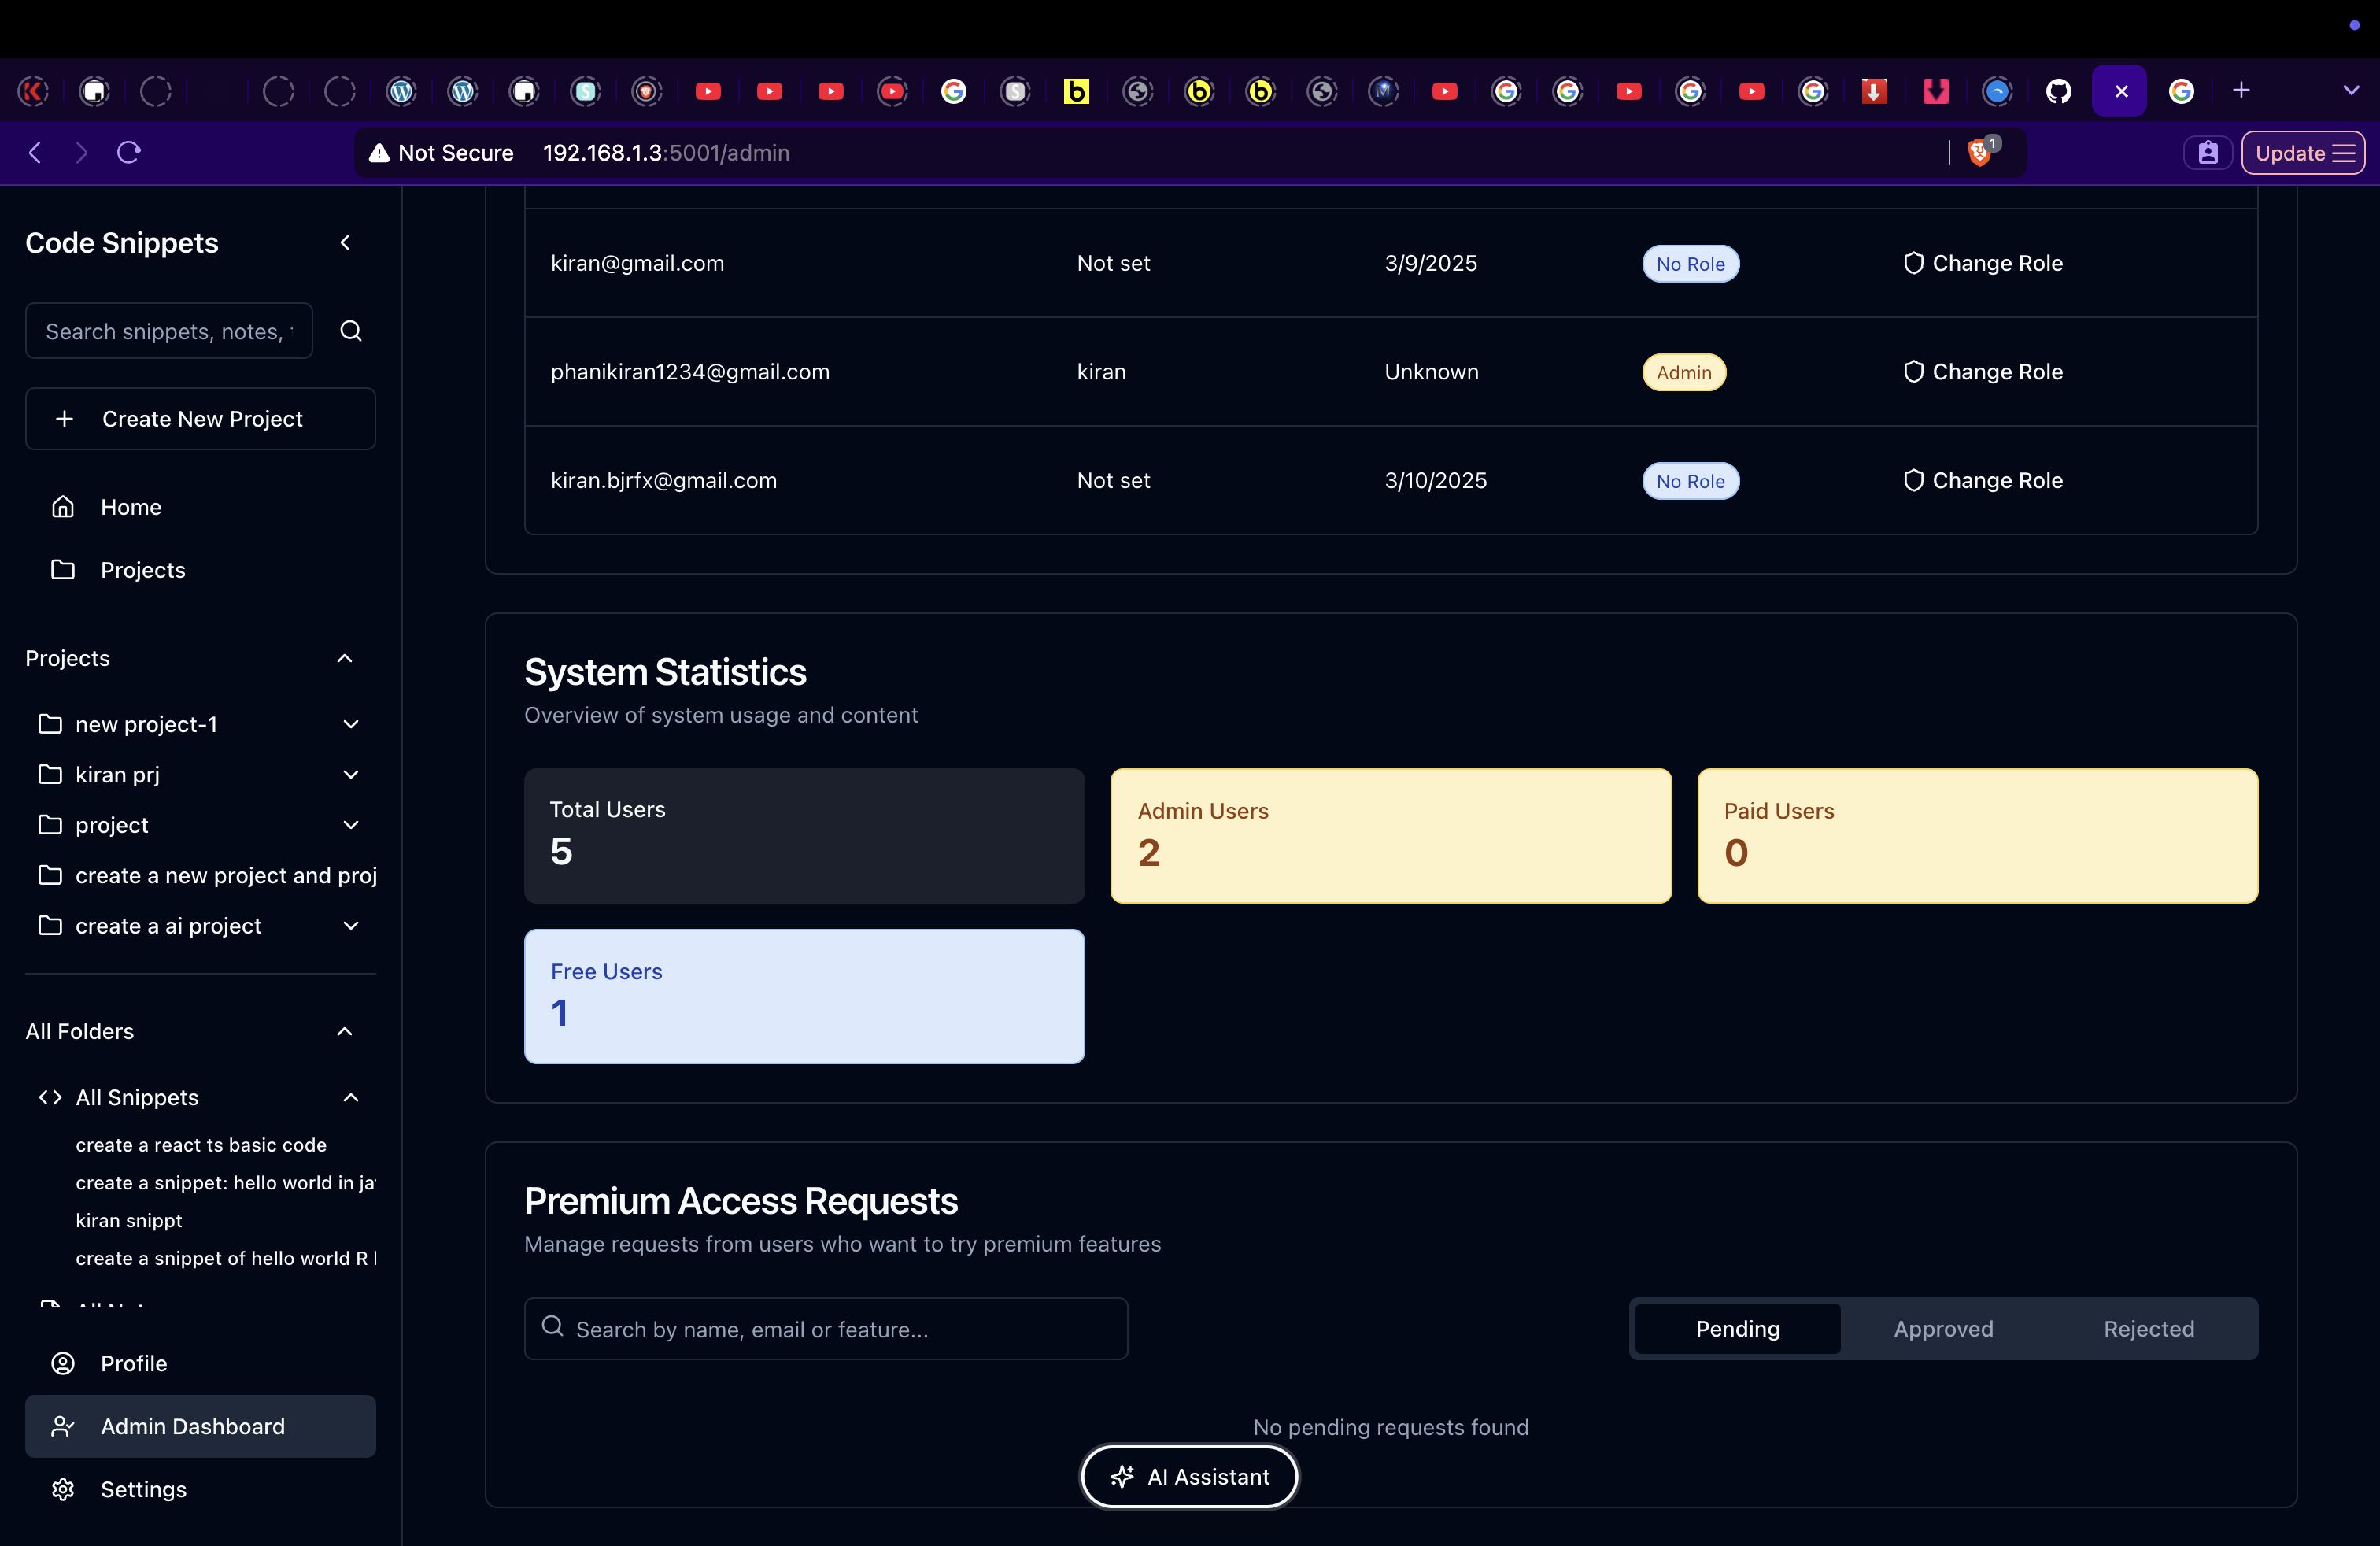 Not Secure 192.168.1.3:5001/admin
1
Update
Code Snippets
Search snippets, notes,
Create New Project
Home
Projects
Projects
new project-1
kiran prj
project
create a new project and proj
create a ai project
All Folders
All Snippets
create a react ts basic code
create a snippet: hello world in ja
kiran snippt
create a snippet of hello world R
Profile
Admin Dashboard
Settings
kiran@gmail.com Not set 3/9/2025 No Role Change Role
phanikiran1234@gmail.com kiran Unknown Admin Change Role
kiran.bjrfx@gmail.com Not set 3/10/2025 No Role Change Role
System Statistics
Overview of system usage and content
Total Users
5
Admin Users
2
Paid Users
0
Free Users
1
Premium Access Requests
Manage requests from users who want to try premium features
Search by name, email or feature...
Pending Approved Rejected
No pending requests found
AI Assistant